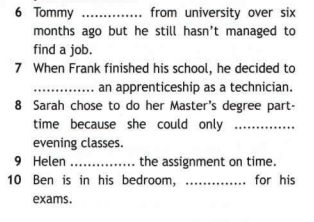 6 Tommy .............. from university over six
months ago but he still hasn't managed to
find a job.
7 When Frank finished his school, he decided to
.............. an apprenticeship as a technician.
8 Sarah chose to do her Master's degree part-
time because she could only ..............
evening classes.
9 Helen .............. the assignment on time.
10 Ben is in his bedroom, .............. for his
exams.